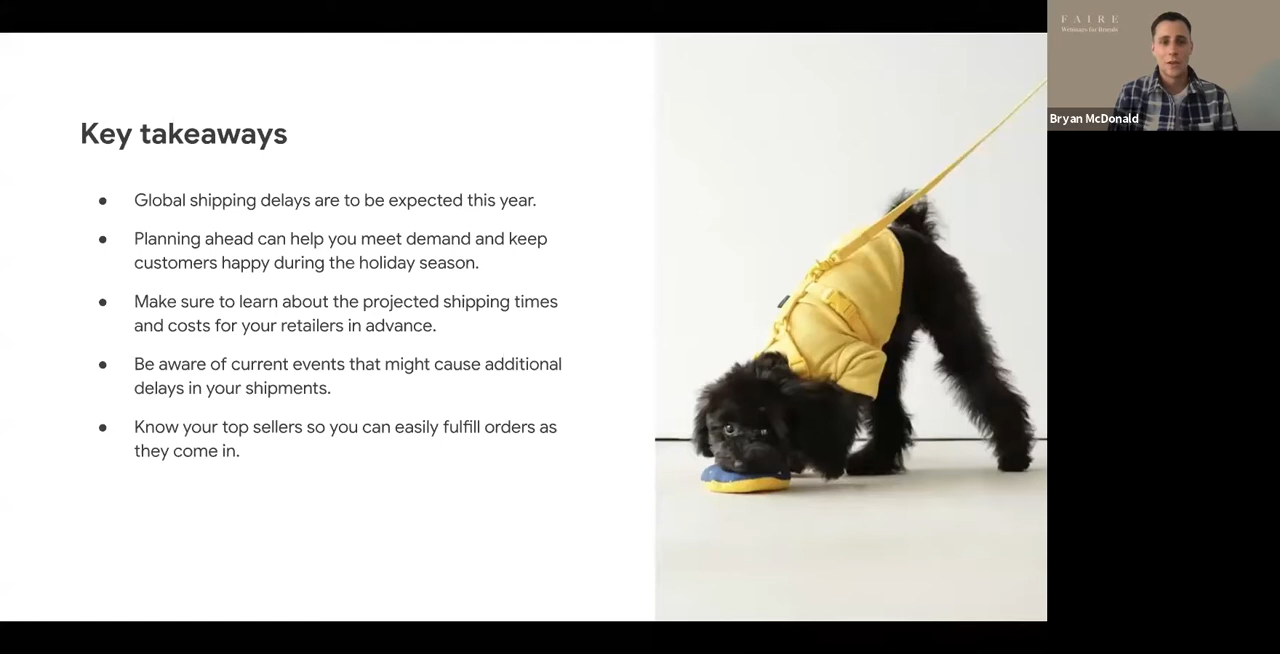 Key takeaways
● Global shipping delays are to be expected this year.
● Planning ahead can help you meet demand and keep
customers happy during the holiday season.
● Make sure to learn about the projected shipping times
and costs for your retailers in advance.
● Be aware of current events that might cause additional
delays in your shipments.
● Know your top sellers so you can easily fulfill orders as
they come in.
FAIRE
Webinars for Brands
Bryan McDonald